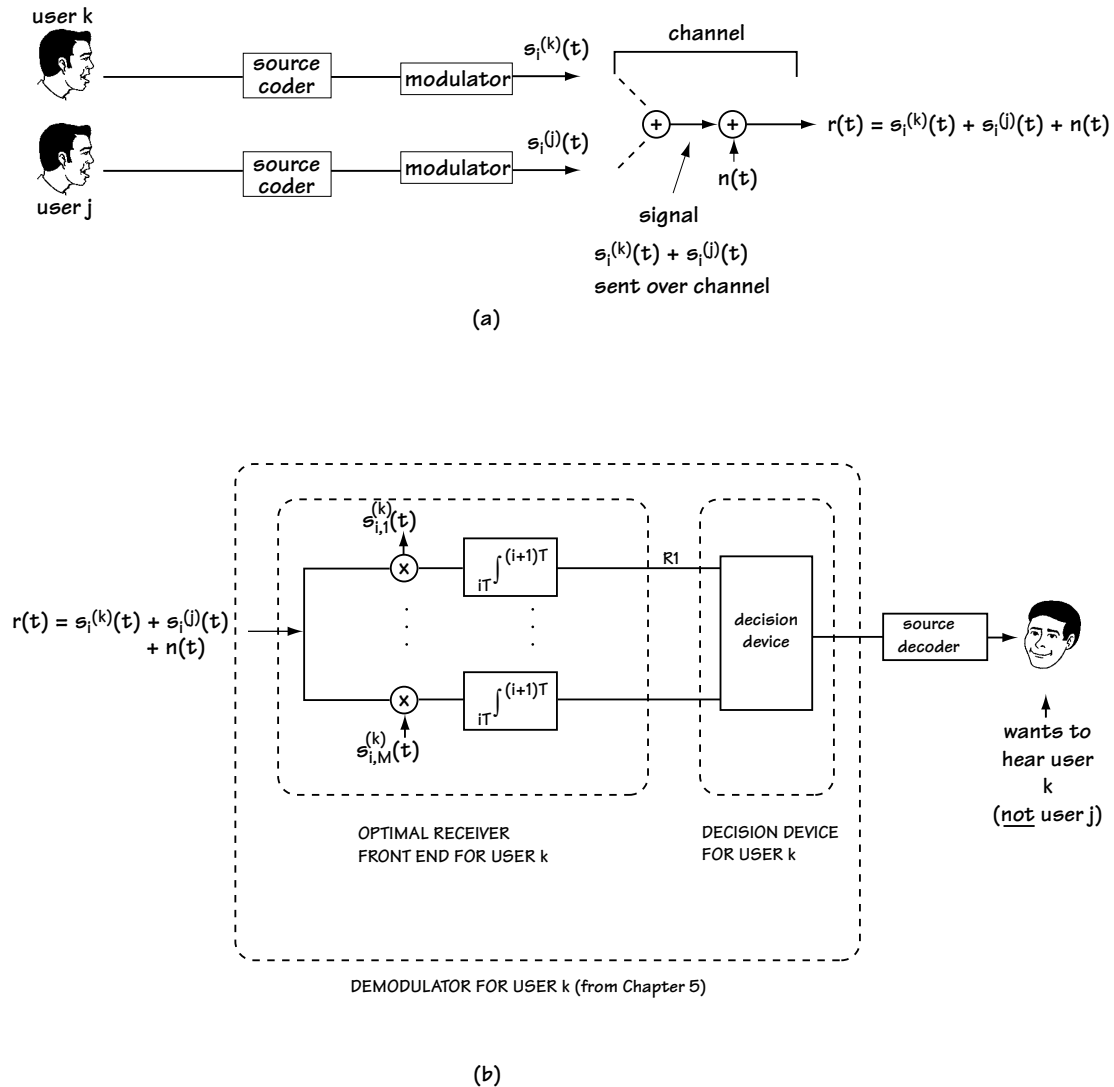 user k
source
coder
modulator
s_i^(k)(t)
channel
user j
source
coder
modulator
s_i^(j)(t)
+
+
r(t) = s_i^(k)(t) + s_i^(j)(t) + n(t)
n(t)
signal
s_i^(k)(t) + s_i^(j)(t)
sent over channel
(a)
r(t) = s_i^(k)(t) + s_i^(j)(t)
+ n(t)
s_i,1^(k)(t)
x
∫_iT^(i+1)T
R1
x
s_i,M^(k)(t)
∫_iT^(i+1)T
decision
device
source
decoder
wants to
hear user
k
(not user j)
OPTIMAL RECEIVER
FRONT END FOR USER k
DECISION DEVICE
FOR USER k
DEMODULATOR FOR USER k (from Chapter 5)
(b)